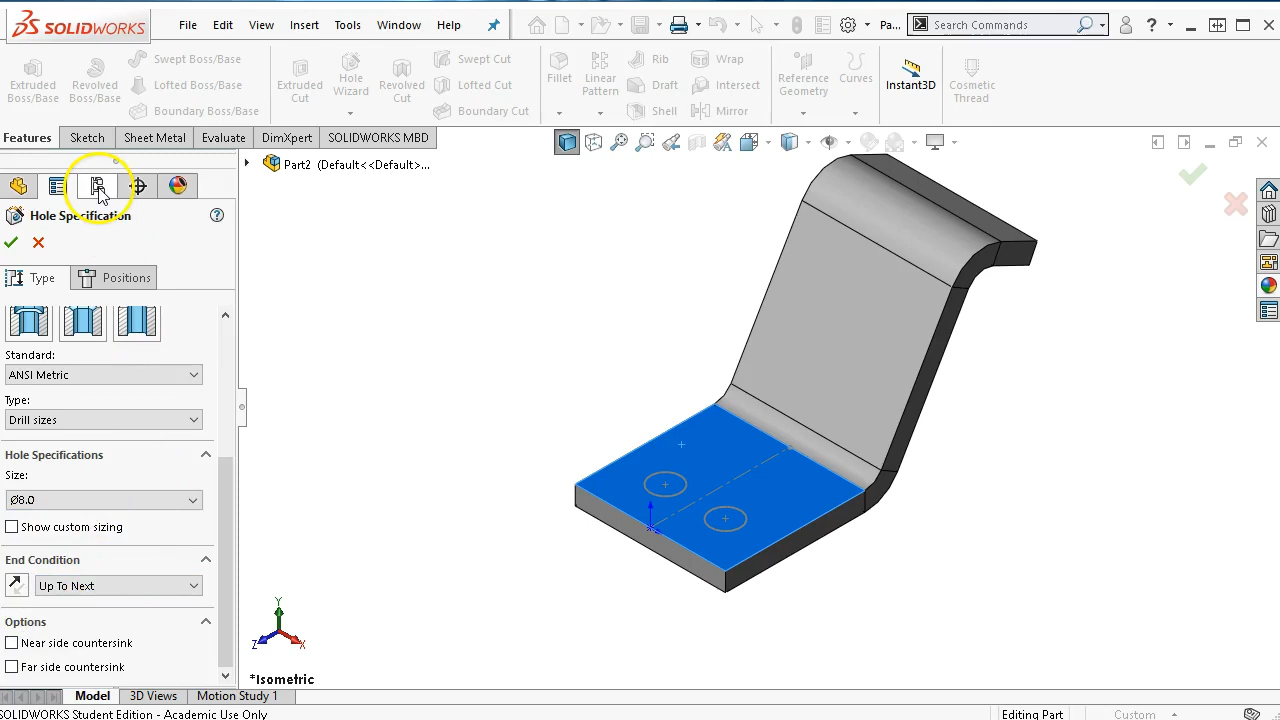 SOLIDWORKS File Edit View Insert Tools Window Help Pa... Search Commands ?
Extruded Boss/Base
Revolved Boss/Base
Swept Boss/Base
Lofted Boss/Base
Boundary Boss/Base
Extruded Cut
Hole Wizard
Revolved Cut
Swept Cut
Lofted Cut
Boundary Cut
Fillet
Linear Pattern
Rib
Draft
Shell
Wrap
Intersect
Mirror
Reference Geometry
Curves
Instant3D
Cosmetic Thread
Features Sketch Sheet Metal Evaluate DimXpert SOLIDWORKS MBD
Part2 (Default<<Default>...
Hole Specification ?
Type Positions
Standard:
ANSI Metric
Type:
Drill sizes
Hole Specifications
Size:
Ø8.0
Show custom sizing
End Condition
Up To Next
Options
Near side countersink
Far side countersink
Y
Z X
*Isometric
Model 3D Views Motion Study 1
SOLIDWORKS Student Edition - Academic Use Only Editing Part Custom